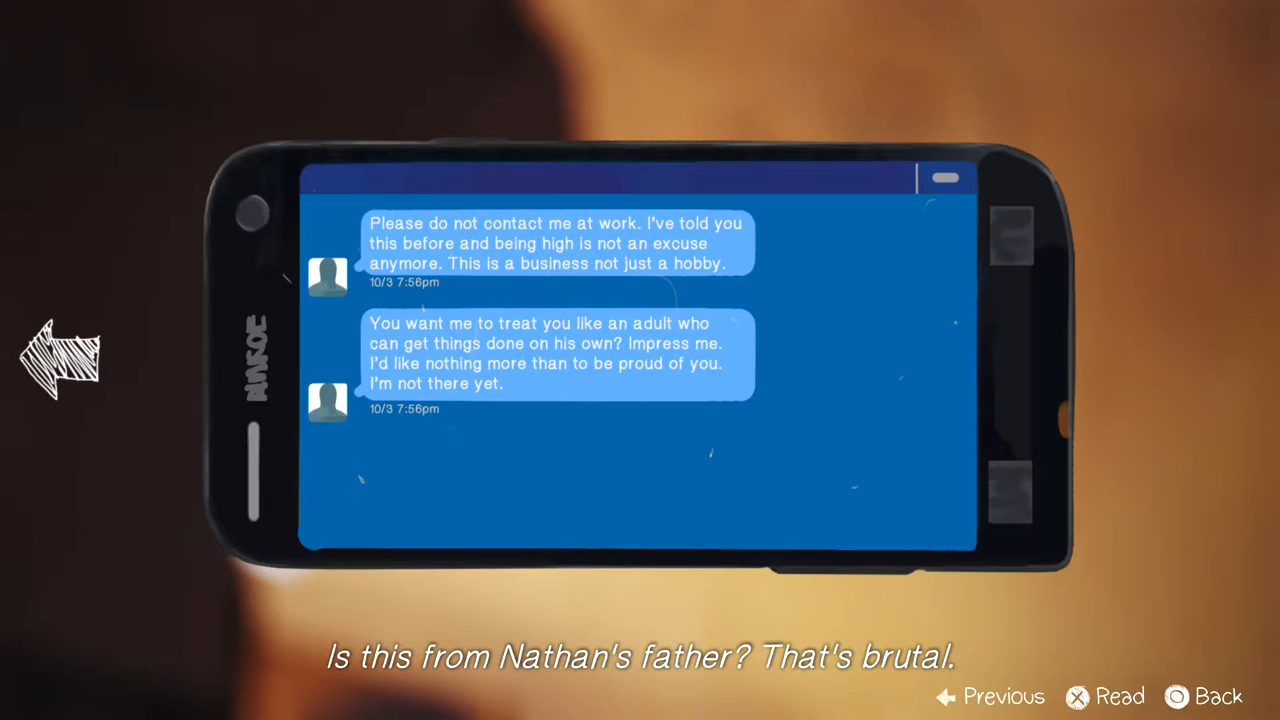 Please do not contact me at work. I've told you
this before and being high is not an excuse
anymore. This is a business not just a hobby.
10/3 7:56pm
You want me to treat you like an adult who
can get things done on his own? Impress me.
I'd like nothing more than to be proud of you.
I'm not there yet.
10/3 7:56pm
Is this from Nathan's father? That's brutal.
Previous Read Back